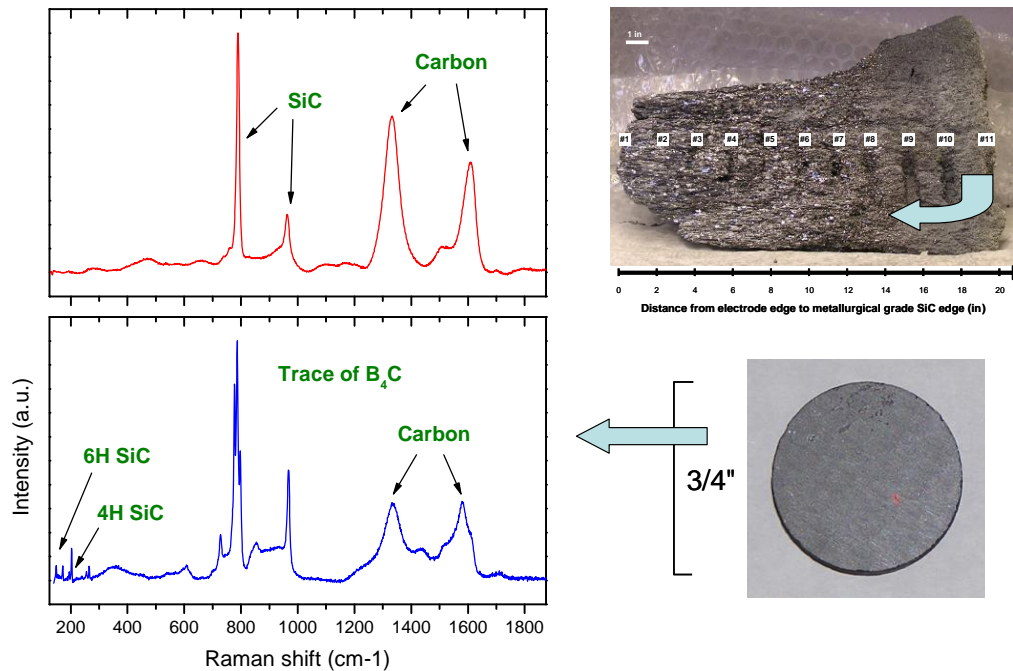 SiC
Carbon
Trace of B₄C
Carbon
6H SiC
4H SiC
200 400 600 800 1000 1200 1400 1600 1800
Raman shift (cm-1)
Intensity (a.u.)
1 in
#1 #2 #3 #4 #5 #6 #7 #8 #9 #10 #11
0 2 4 6 8 10 12 14 16 18 20
Distance from electrode edge to metallurgical grade SiC edge (in)
3/4"